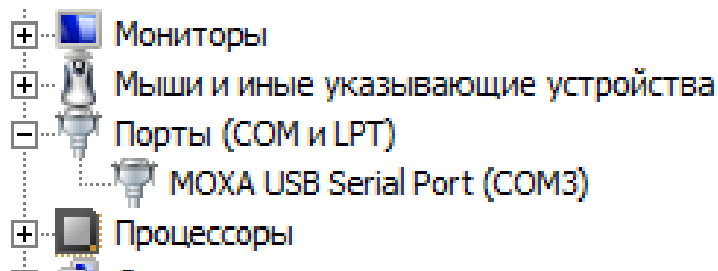 Мониторы
Мыши и иные указывающие устройства
Порты (COM и LPT)
MOXA USB Serial Port (COM3)
Процессоры